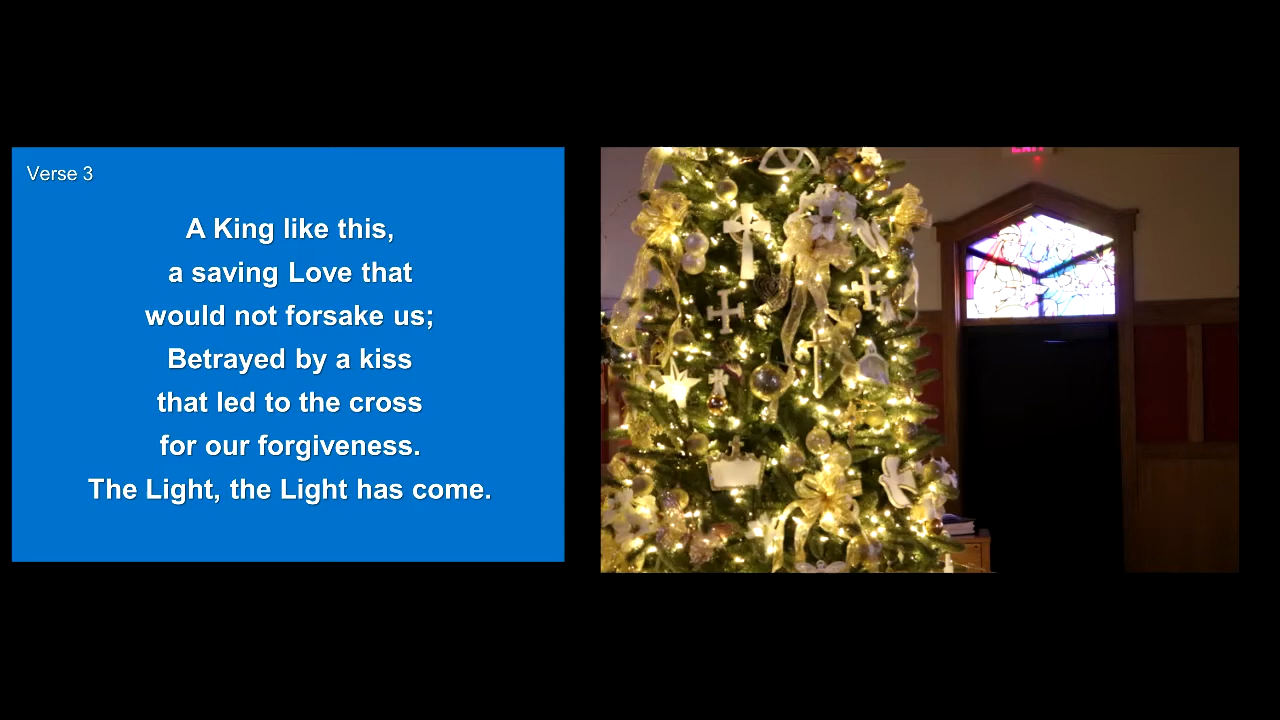 Verse 3
A King like this,
a saving Love that
would not forsake us;
Betrayed by a kiss
that led to the cross
for our forgiveness.
The Light, the Light has come.
EXIT